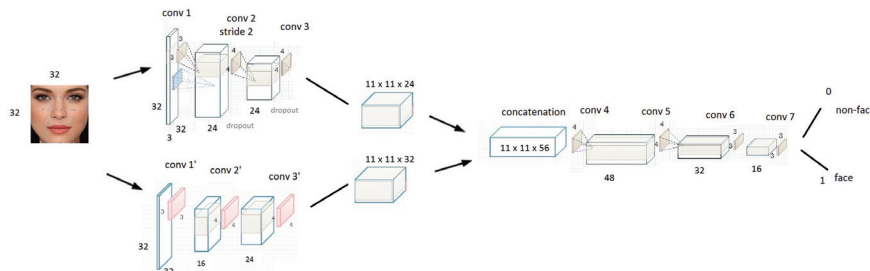 32
32
conv 1
conv 2
stride 2
conv 3
3
3
4
4
4
4
32
3
32
24
dropout
24
dropout
11 x 11 x 24
conv 1'
conv 2'
conv 3'
3
3
4
4
4
4
32
16
24
11 x 11 x 32
concatenation
11 x 11 x 56
conv 4
4
4
48
conv 5
4
4
32
conv 6
3
3
16
conv 7
3
3
0
non-fac
1
face